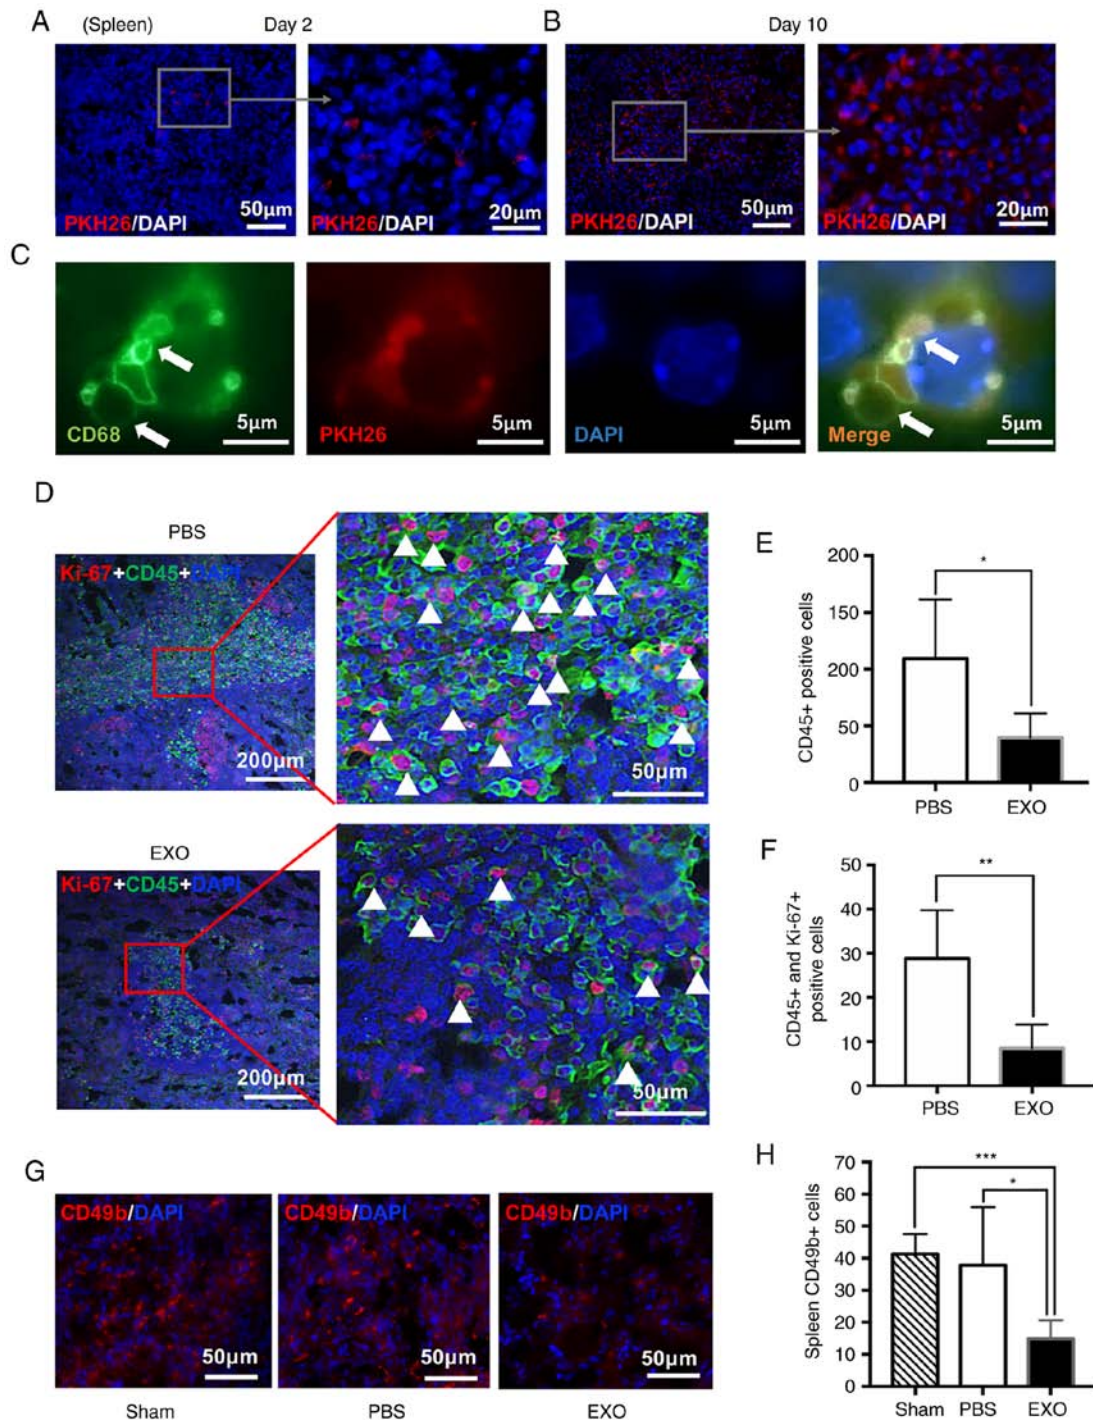 A (Spleen) Day 2 B Day 10
PKH26/DAPI 50µm
PKH26/DAPI 20µm
PKH26/DAPI 50µm
PKH26/DAPI 20µm
C
CD68 5µm
PKH26 5µm
DAPI 5µm
Merge 5µm
D
PBS
Ki-67+CD45+DAPI
200µm
50µm
EXO
Ki-67+CD45+DAPI
200µm
50µm
E
CD45+ positive cells
200
150
200
50
0
*
PBS EXO
F
CD45+ and Ki-67+
positive cells
50
40
30
20
10
0
**
PBS EXO
G
CD49b/DAPI
50µm
CD49b/DAPI
50µm
CD49b/DAPI
50µm
Sham PBS EXO
H
Spleen CD49b+ cells
70
60
50
40
30
20
10
0
***
*
Sham PBS EXO